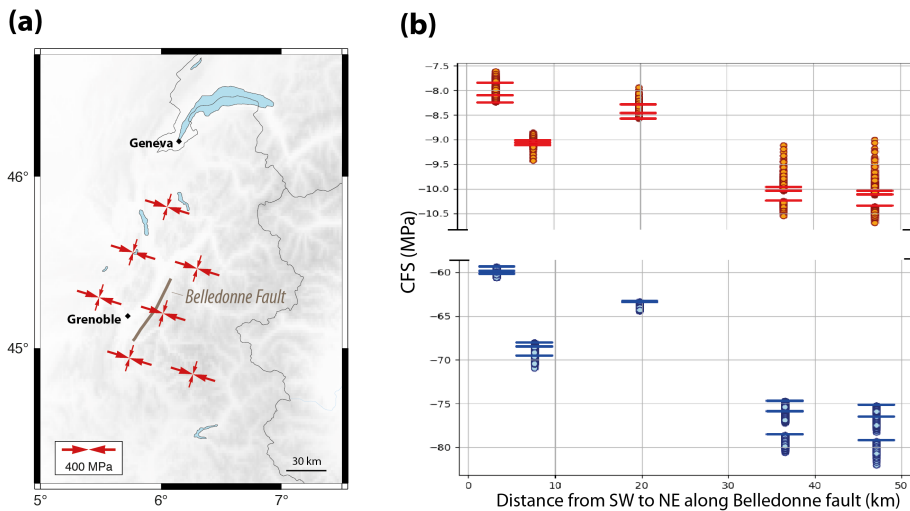 (a)
Geneva
46°
Belledonne Fault
Grenoble
45°
400 MPa
30 km
5°
6°
7°
(b)
−7.5
−8.0
−8.5
−9.0
−9.5
−10.0
−10.5
CFS (MPa)
−60
−65
−70
−75
−80
0
10
20
30
40
50
Distance from SW to NE along Belledonne fault (km)